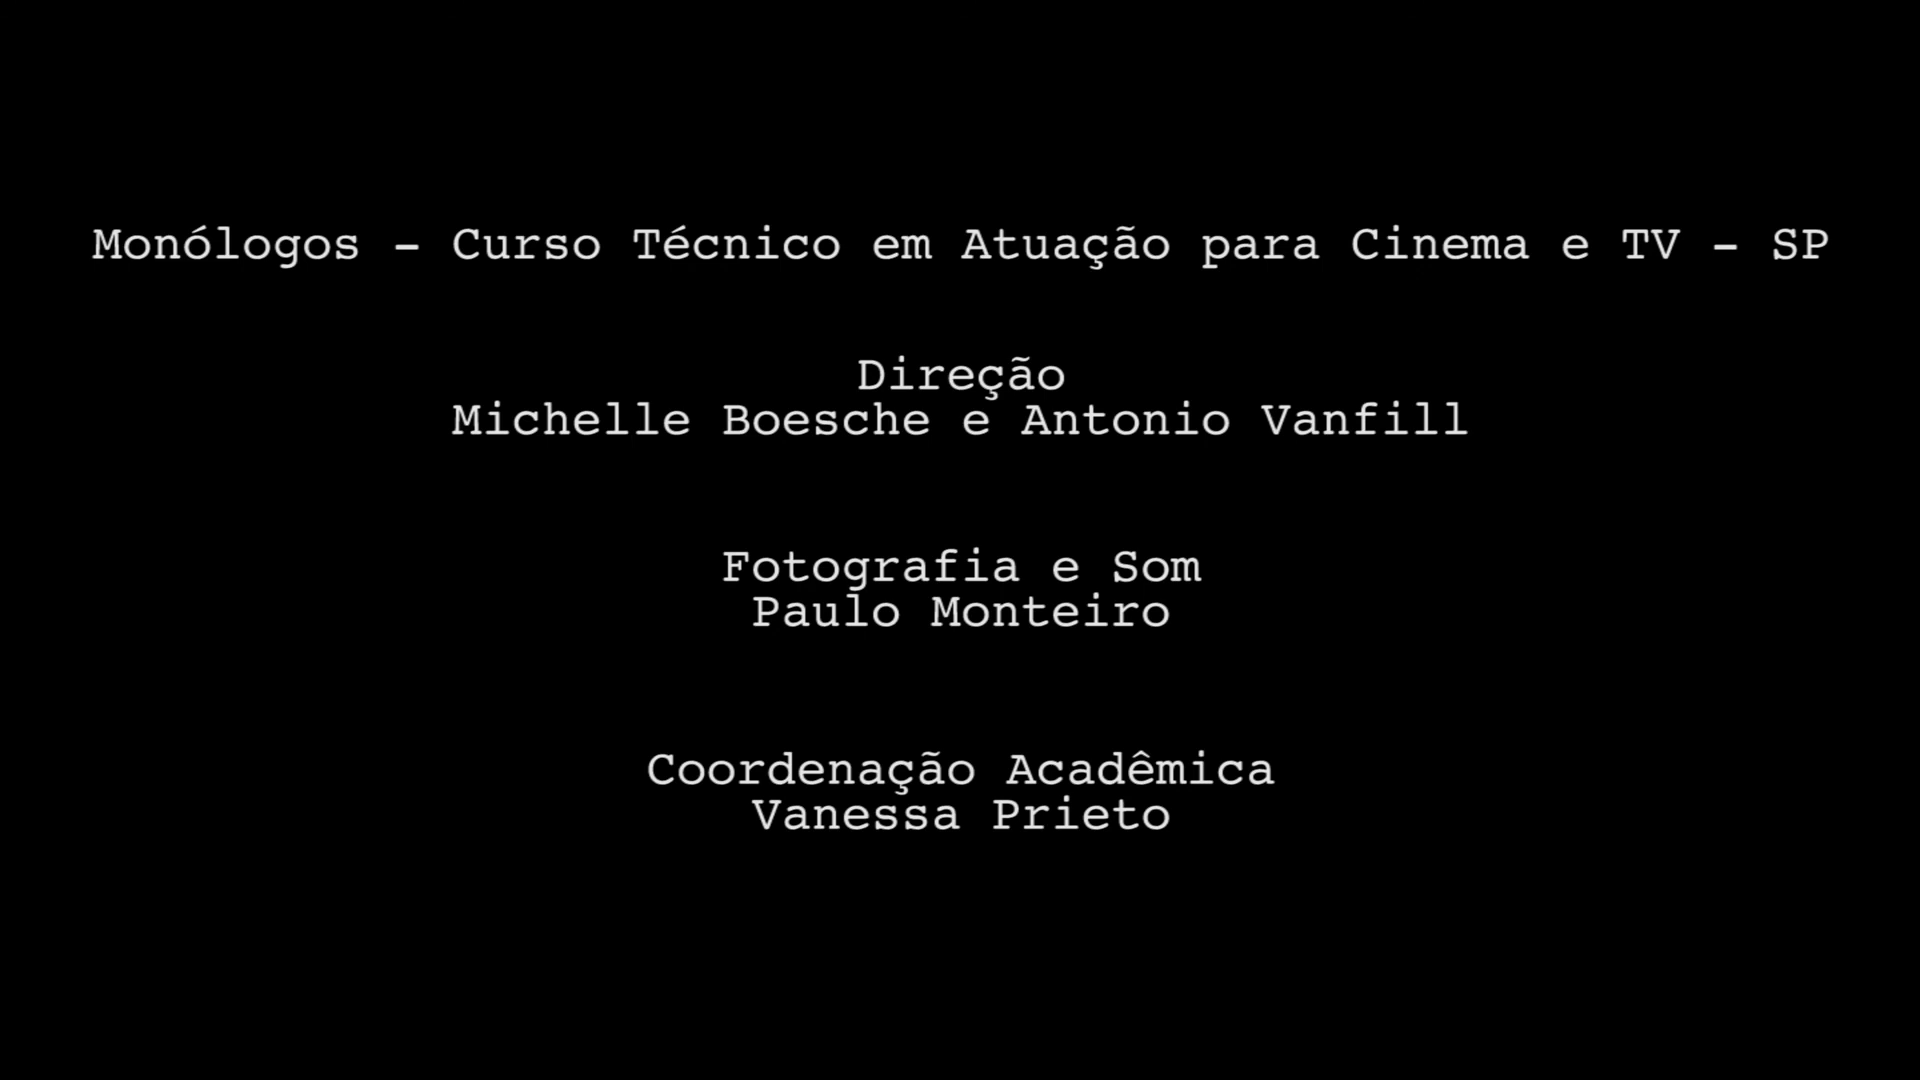 Monólogos - Curso Técnico em Atuação para Cinema e TV - SP
Direção
Michelle Boesche e Antonio Vanfill
Fotografia e Som
Paulo Monteiro
Coordenação Acadêmica
Vanessa Prieto